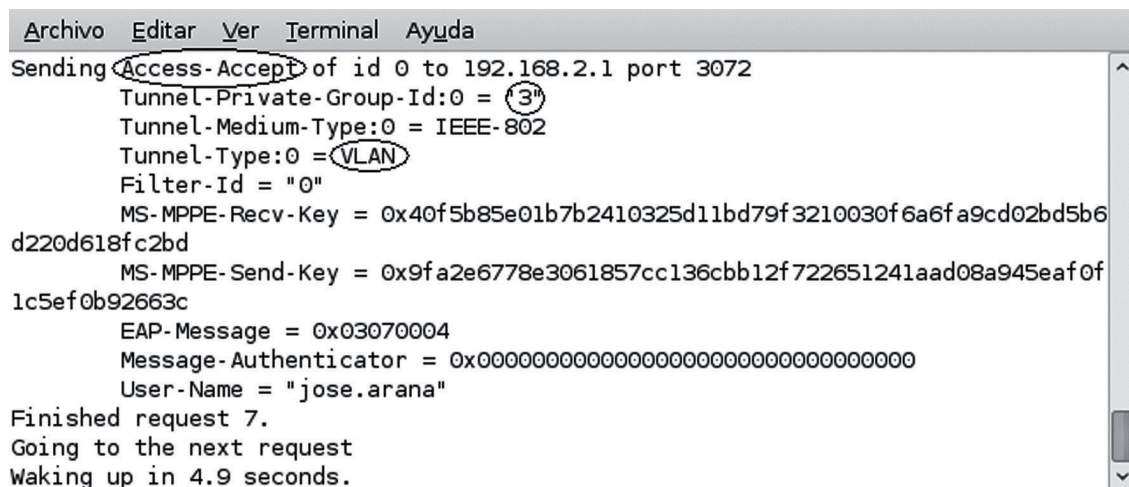 Archivo Editar Ver Terminal Ayuda
Sending Access-Accept of id 0 to 192.168.2.1 port 3072
Tunnel-Private-Group-Id:0 = "3"
Tunnel-Medium-Type:0 = IEEE-802
Tunnel-Type:0 = VLAN
Filter-Id = "0"
MS-MPPE-Recv-Key = 0x40f5b85e01b7b2410325d11bd79f3210030f6a6fa9cd02bd5b6
d220d618fc2bd
MS-MPPE-Send-Key = 0x9fa2e6778e3061857cc136cbb12f722651241aad08a945eaf0f
1c5ef0b92663c
EAP-Message = 0x03070004
Message-Authenticator = 0x00000000000000000000000000000000
User-Name = "jose.arana"
Finished request 7.
Going to the next request
Waking up in 4.9 seconds.